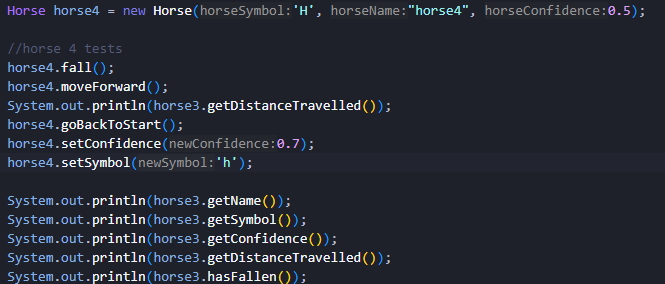 Horse horse4 = new Horse(horseSymbol:'H', horseName:"horse4", horseConfidence:0.5);
//horse 4 tests
horse4.fall();
horse4.moveForward();
System.out.println(horse3.getDistanceTravelled());
horse4.goBackToStart();
horse4.setConfidence(newConfidence:0.7);
horse4.setSymbol(newSymbol:'h');
System.out.println(horse3.getName());
System.out.println(horse3.getSymbol());
System.out.println(horse3.getConfidence());
System.out.println(horse3.getDistanceTravelled());
System.out.println(horse3.hasFallen());